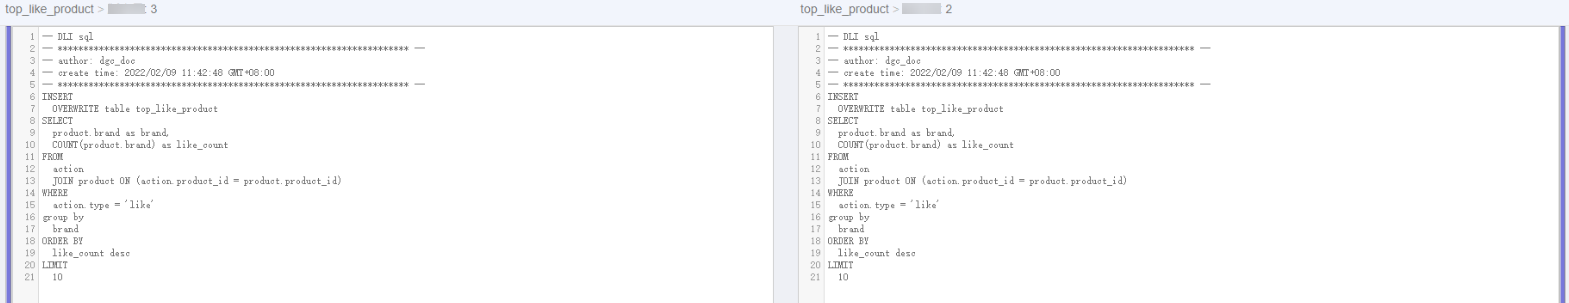 top_like_product > 3
1 -- DLI sql
2 -- ******************************************************************** --
3 -- author: dgc_doc
4 -- create time: 2022/02/09 11:42:48 GMT+08:00
5 -- ******************************************************************** --
6 INSERT
7 OVERWRITE table top_like_product
8 SELECT
9 product.brand as brand,
10 COUNT(product.brand) as like_count
11 FROM
12 action
13 JOIN product ON (action.product_id = product.product_id)
14 WHERE
15 action.type = 'like'
16 group by
17 brand
18 ORDER BY
19 like_count desc
20 LIMIT
21 10
top_like_product > 2
1 -- DLI sql
2 -- ******************************************************************** --
3 -- author: dgc_doc
4 -- create time: 2022/02/09 11:42:48 GMT+08:00
5 -- ******************************************************************** --
6 INSERT
7 OVERWRITE table top_like_product
8 SELECT
9 product.brand as brand,
10 COUNT(product.brand) as like_count
11 FROM
12 action
13 JOIN product ON (action.product_id = product.product_id)
14 WHERE
15 action.type = 'like'
16 group by
17 brand
18 ORDER BY
19 like_count desc
20 LIMIT
21 10